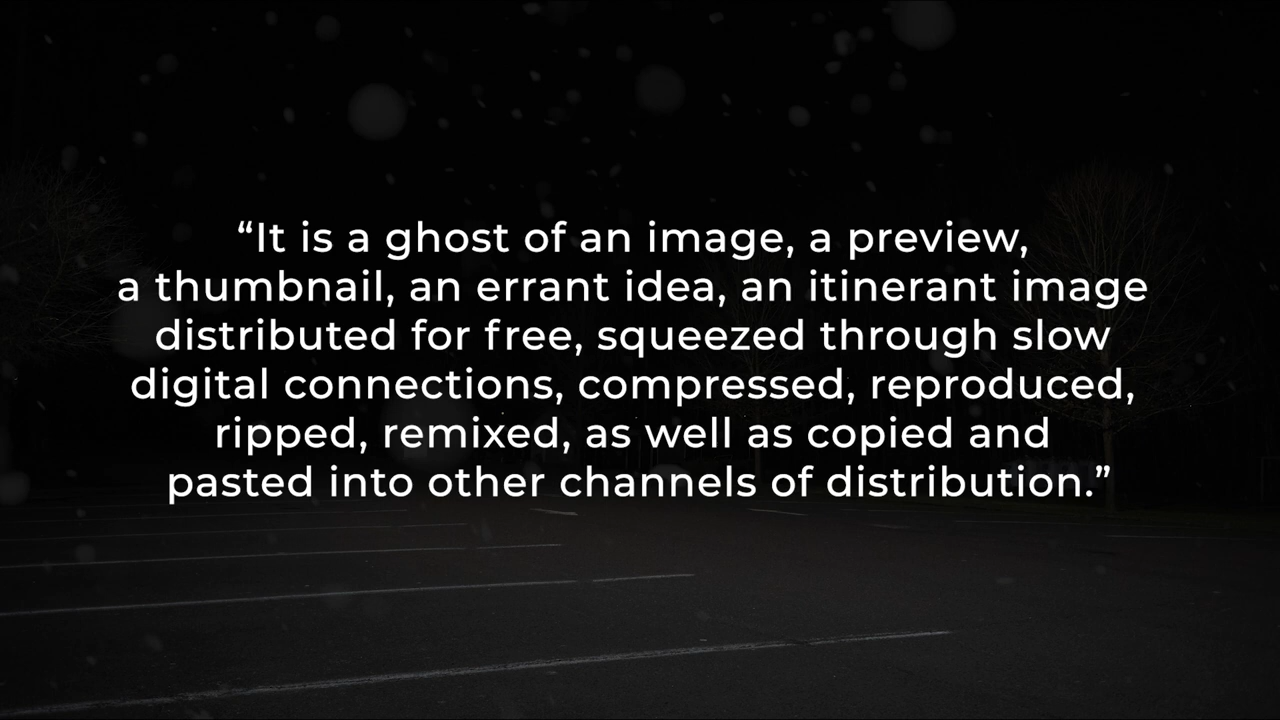 “It is a ghost of an image, a preview,
a thumbnail, an errant idea, an itinerant image
distributed for free, squeezed through slow
digital connections, compressed, reproduced,
ripped, remixed, as well as copied and
pasted into other channels of distribution.”